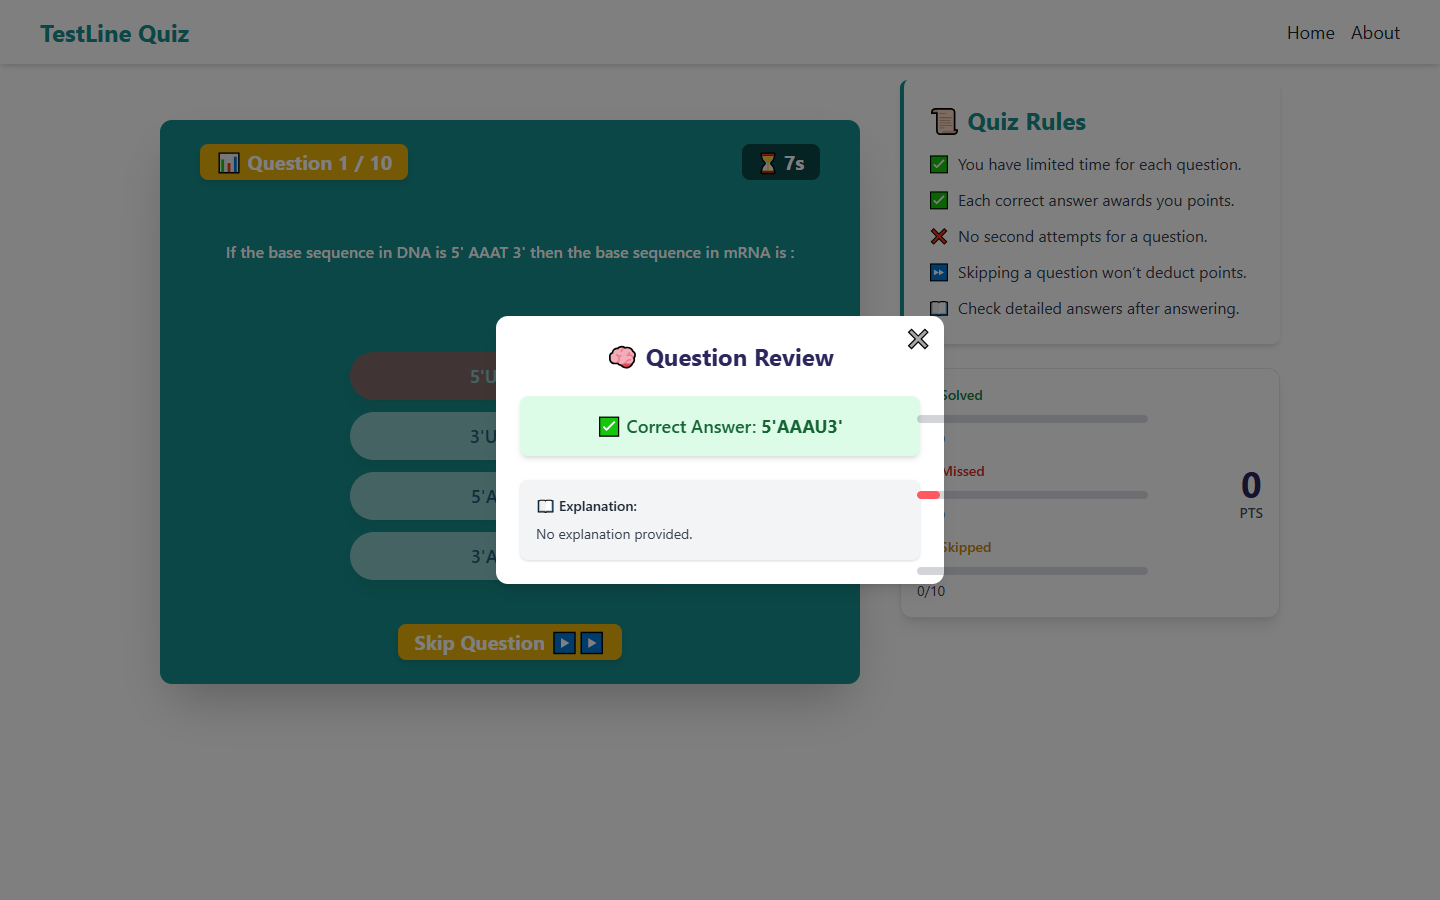 TestLine Quiz
Home
About
Question 1 / 10
7s
If the base sequence in DNA is 5' AAAT 3' then the base sequence in mRNA is :
5'U
3'U
5'A
3'A
Skip Question
Quiz Rules
You have limited time for each question.
Each correct answer awards you points.
No second attempts for a question.
Skipping a question won't deduct points.
Check detailed answers after answering.
Question Review
Correct Answer: 5'AAAU3'
Explanation:
No explanation provided.
Solved
Missed
Skipped
0/10
0
PTS